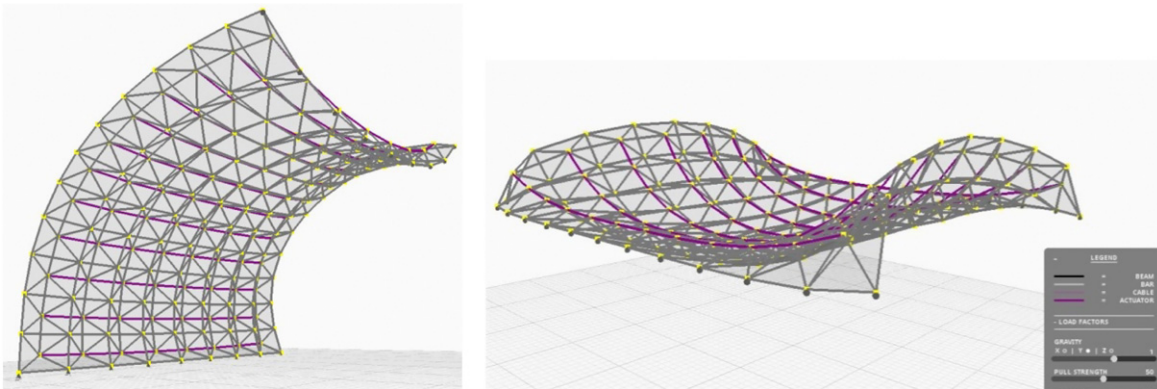 - LEGEND
= BEAM
= BAR
= CABLE
= ACTUATOR
- LOAD FACTORS
GRAVITY
X o | Y ● | Z o 1
PULL STRENGTH 50